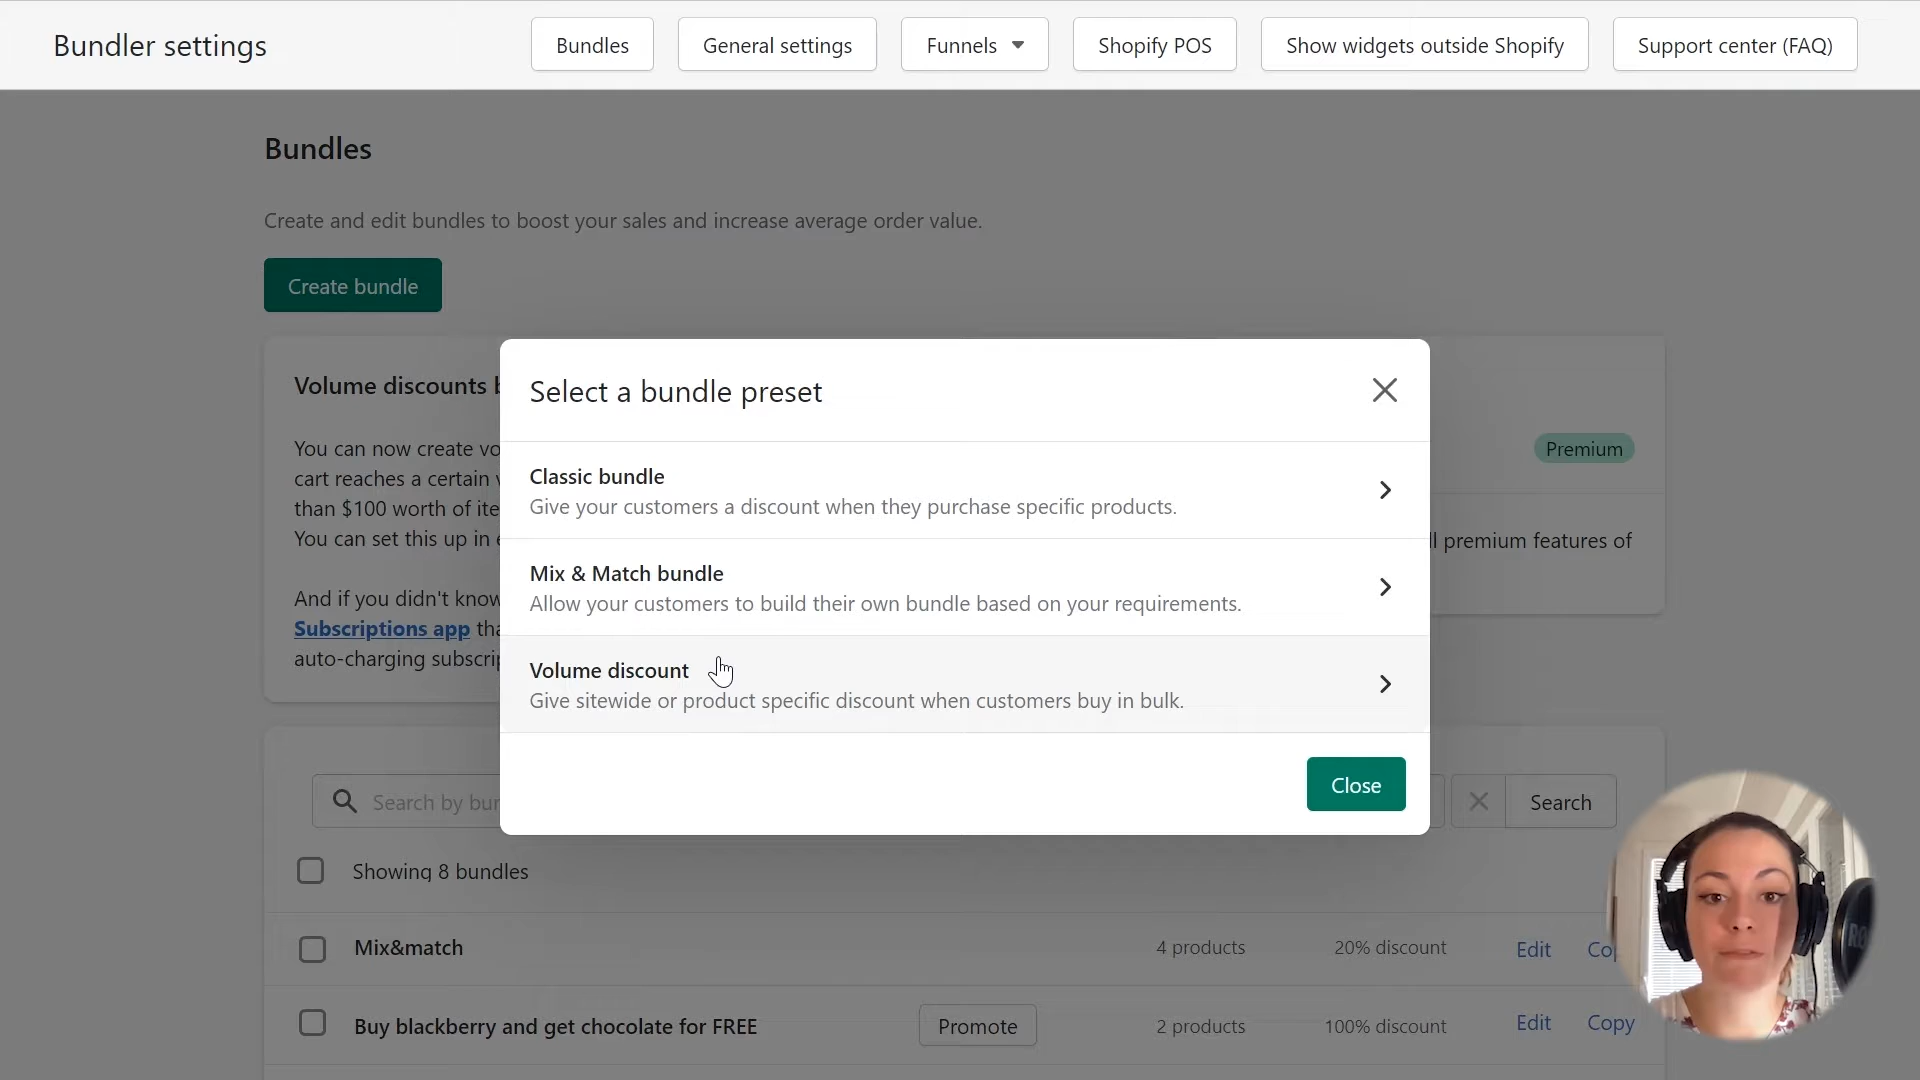 Bundler settings
Bundles
General settings
Funnels
Shopify POS
Show widgets outside Shopify
Support center (FAQ)
Bundles
Create and edit bundles to boost your sales and increase average order value.
Create bundle
Volume discounts
You can now create
cart reaches a certain
than $100 worth of
You can set this up in
And if you didn't know
Subscriptions app
auto-charging
Premium
premium features of
Select a bundle preset
Classic bundle
Give your customers a discount when they purchase specific products.
Mix & Match bundle
Allow your customers to build their own bundle based on your requirements.
Volume discount
Give sitewide or product specific discount when customers buy in bulk.
Close
Search by
Search
Showing 8 bundles
Mix&match
4 products
20% discount
Edit
Buy blackberry and get chocolate for FREE
Promote
2 products
100% discount
Edit
Copy